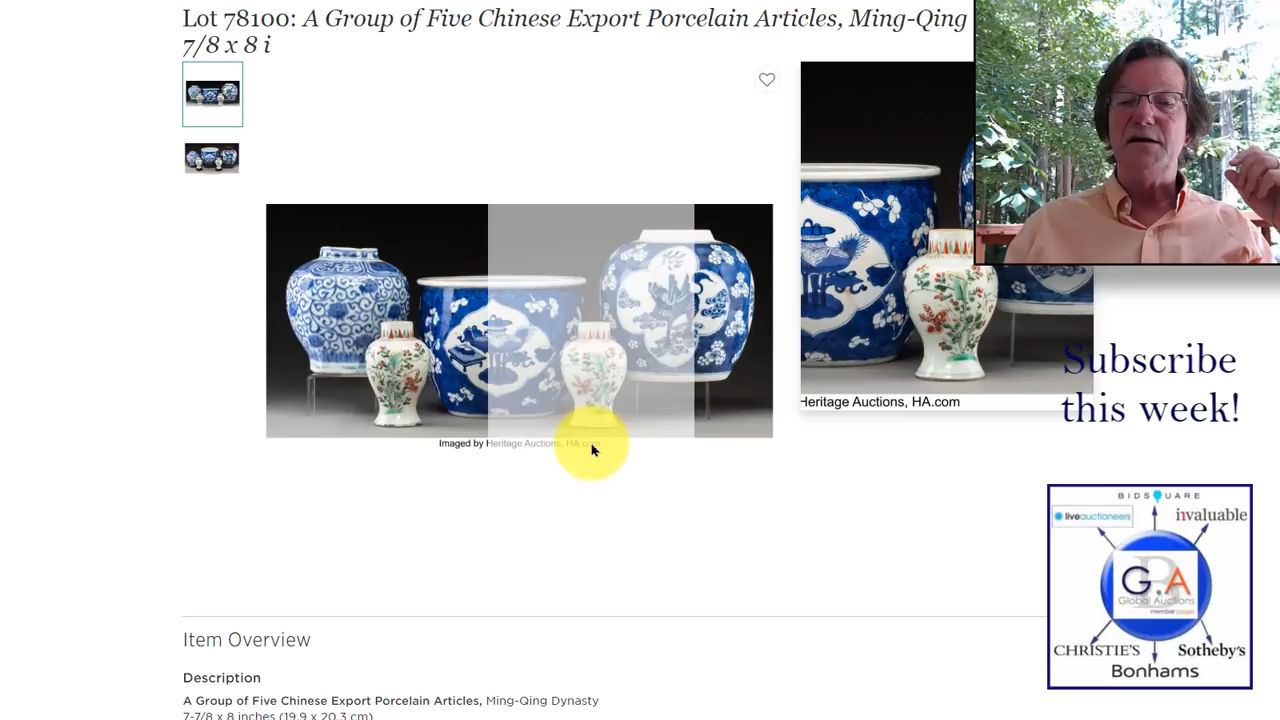 Lot 78100: A Group of Five Chinese Export Porcelain Articles, Ming-Qing
7/8 x 8 i
Imaged by Heritage Auctions, HA.com
Heritage Auctions, HA.com
Subscribe
this week!
BIDSQUARE
liveauctioneers
invaluable
G.A
Global Auctions
CHRISTIE'S
Sotheby's
Bonhams
Item Overview
Description
A Group of Five Chinese Export Porcelain Articles, Ming-Qing Dynasty
7-7/8 x 8 inches (19.9 x 20.3 cm)